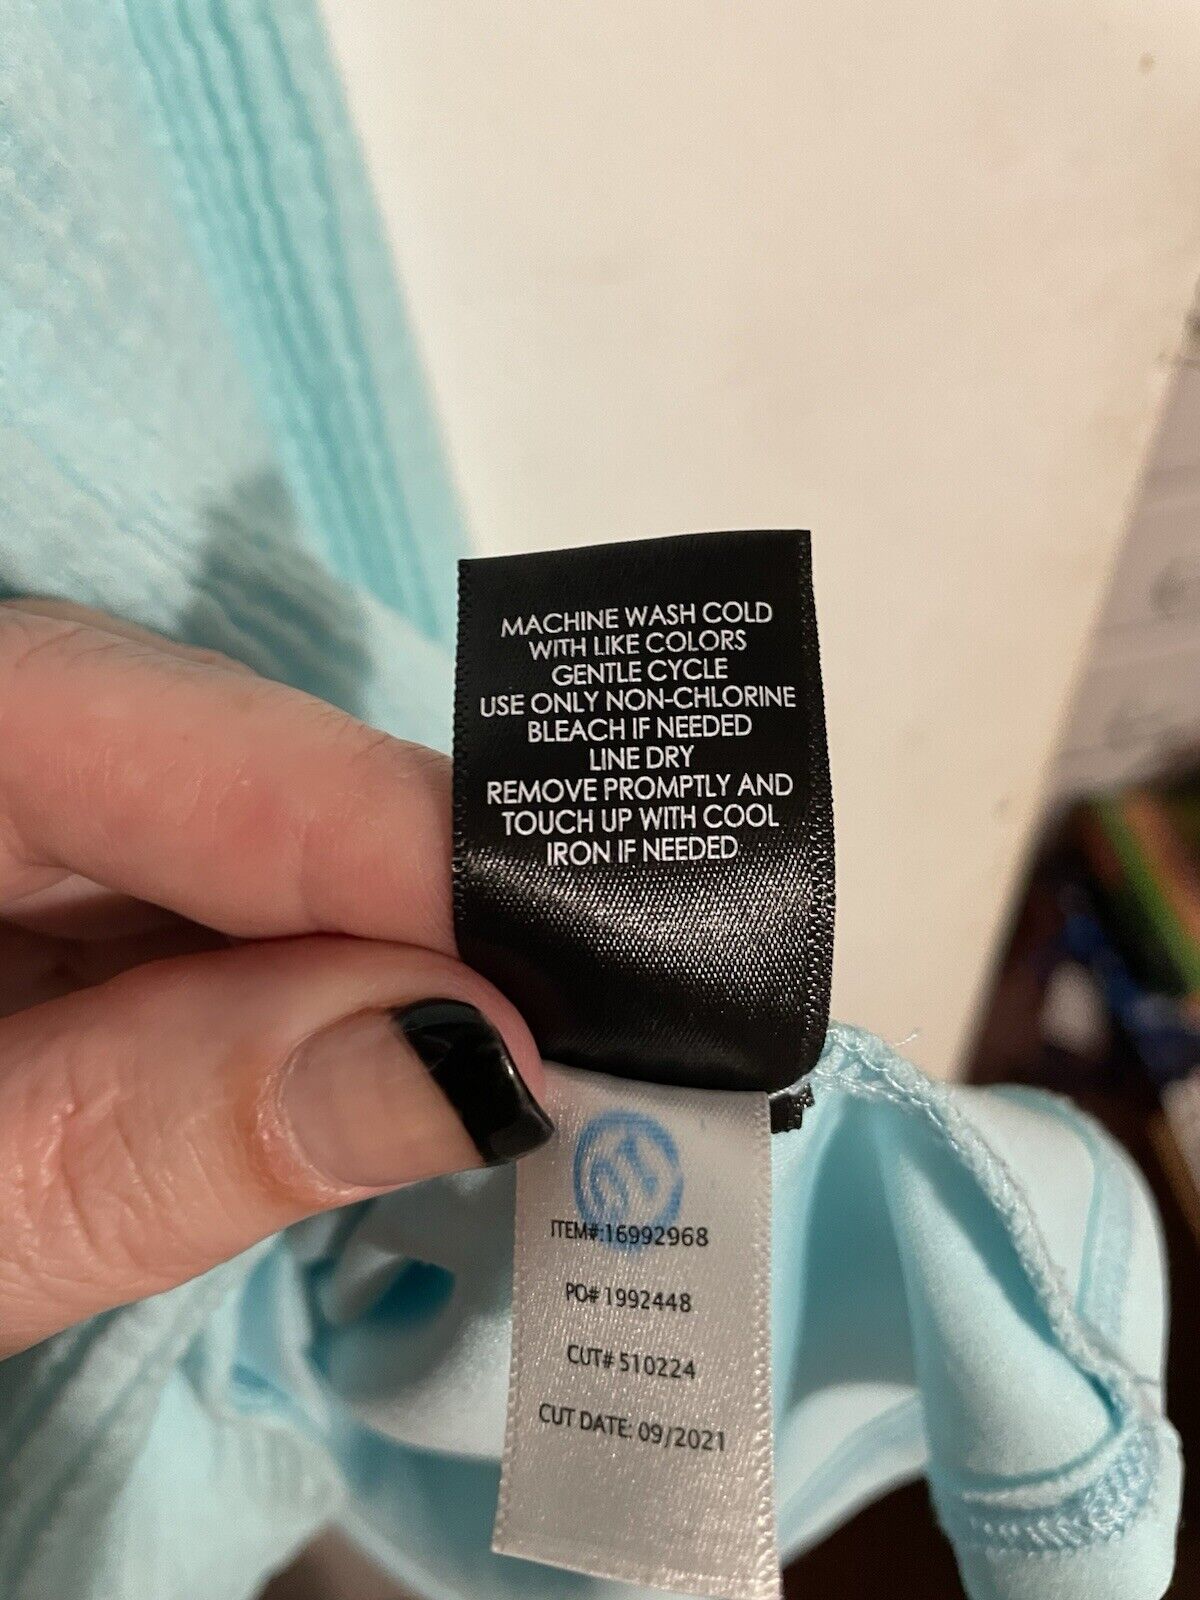 MACHINE WASH COLD
WITH LIKE COLORS
GENTLE CYCLE
USE ONLY NON-CHLORINE
BLEACH IF NEEDED
LINE DRY
REMOVE PROMPTLY AND
TOUCH UP WITH COOL
IRON IF NEEDED
ITEM#:16992968
PO# 1992448
CUT# 510224
CUT DATE: 09/2021